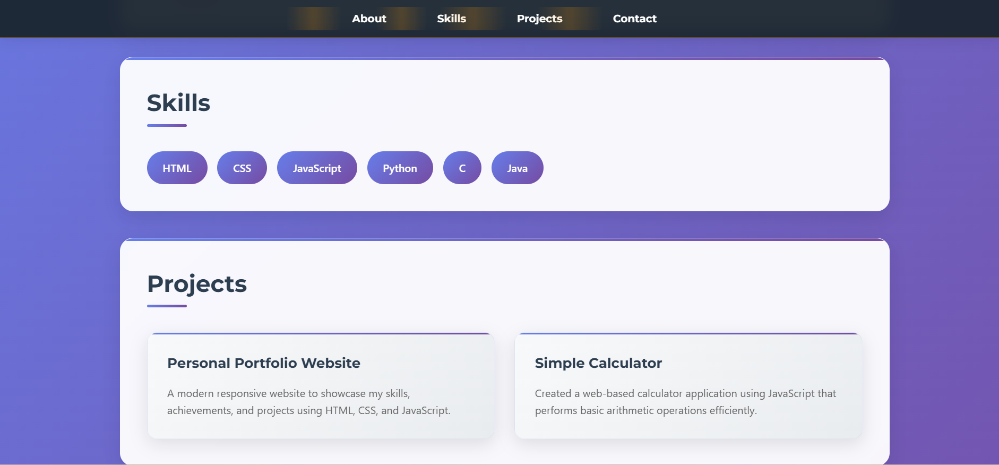 About Skills Projects Contact
Skills
HTML CSS JavaScript Python C Java
Projects
Personal Portfolio Website
A modern responsive website to showcase my skills,
achievements, and projects using HTML, CSS, and JavaScript.
Simple Calculator
Created a web-based calculator application using JavaScript that
performs basic arithmetic operations efficiently.